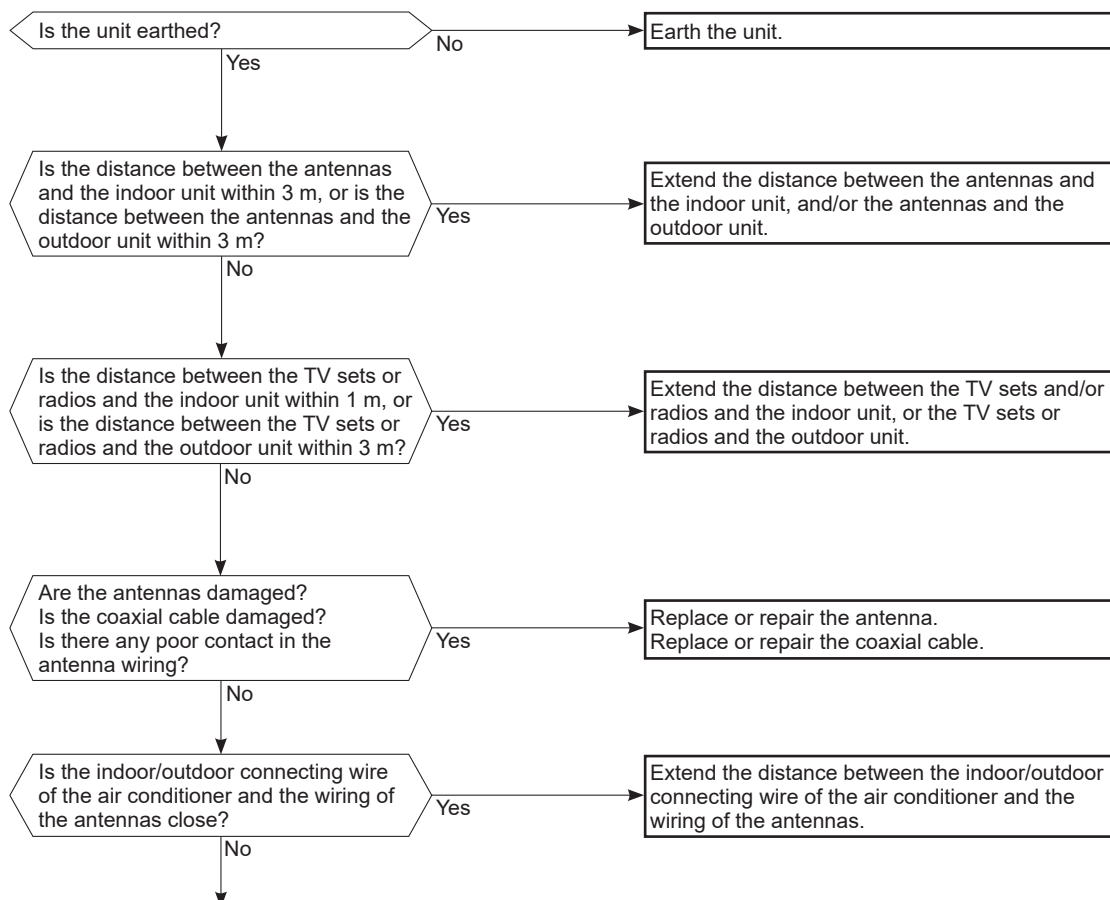 Is the unit earthed?
No
Earth the unit.
Yes
Is the distance between the antennas
and the indoor unit within 3 m, or is the
distance between the antennas and the
outdoor unit within 3 m?
Yes
Extend the distance between the antennas and
the indoor unit, and/or the antennas and the
outdoor unit.
No
Is the distance between the TV sets or
radios and the indoor unit within 1 m, or
is the distance between the TV sets or
radios and the outdoor unit within 3 m?
Yes
Extend the distance between the TV sets and/or
radios and the indoor unit, or the TV sets or
radios and the outdoor unit.
No
Are the antennas damaged?
Is the coaxial cable damaged?
Is there any poor contact in the
antenna wiring?
Yes
Replace or repair the antenna.
Replace or repair the coaxial cable.
No
Is the indoor/outdoor connecting wire
of the air conditioner and the wiring of
the antennas close?
Yes
Extend the distance between the indoor/outdoor
connecting wire of the air conditioner and the
wiring of the antennas.
No